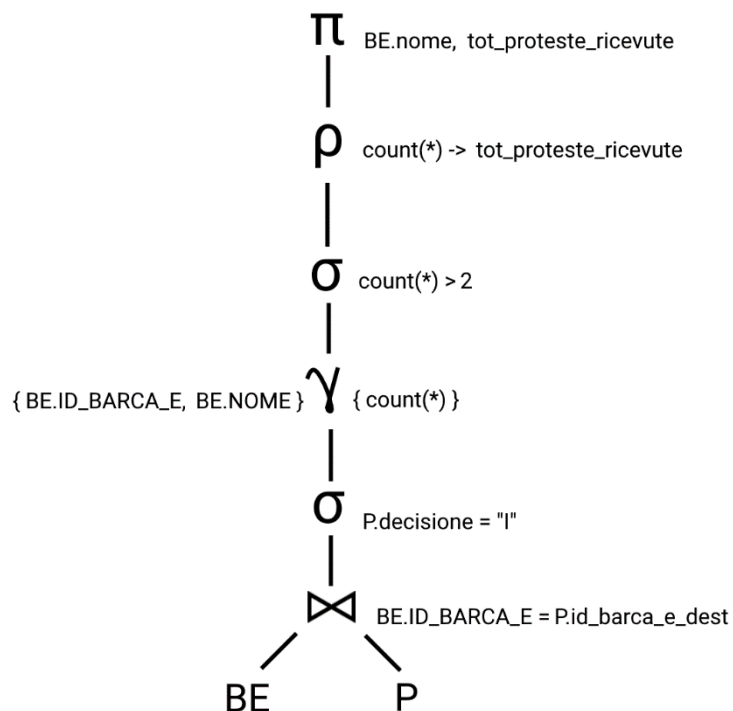 π BE.nome, tot_proteste_ricevute
ρ count(*) -> tot_proteste_ricevute
σ count(*) > 2
{ BE.ID_BARCA_E, BE.NOME } γ { count(*) }
σ P.decisione = "I"
⋈ BE.ID_BARCA_E = P.id_barca_e_dest
BE P